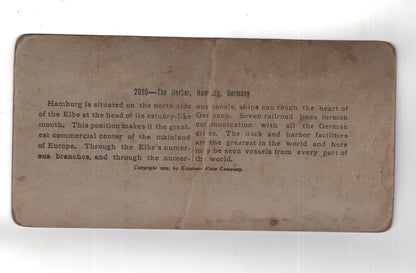 2010—The Harbor, Hamburg, Germany
Hamburg is situated on the north side
of the Elbe at the head of its estuary-like
mouth. This position makes it the great-
est commercial center of the mainland
of Europe. Through the Elbe's numer-
ous branches, and through the numer-
ous canals, ships can reach the heart of
Germany. Seven railroad lines furnish
communication with all the German
cities. The dock and harbor facilities
are the greatest in the world and here
may be seen vessels from every part of
the world.
Copyright by Keystone View Company.